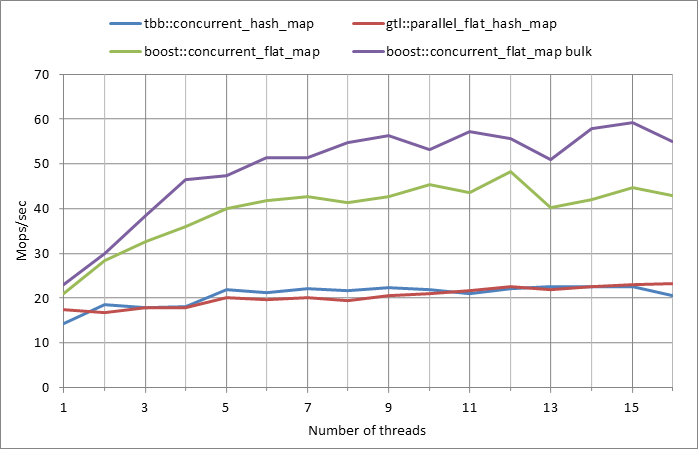 tbb::concurrent_hash_map gtl::parallel_flat_hash_map
boost::concurrent_flat_map boost::concurrent_flat_map bulk
70
60
50
40
30
20
10
0
Mops/sec
1 3 5 7 9 11 13 15
Number of threads